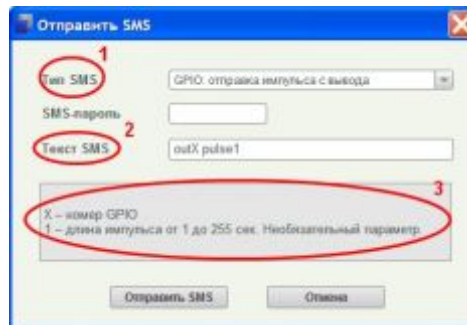 Отправить SMS
1
Тип SMS
GPIO: отправка импульса с вывода
SMS-пароль
2
Текст SMS
outX pulse1
3
X – номер GPIO
1 – длина импульса от 1 до 255 сек. Необязательный параметр.
Отправить SMS
Отмена